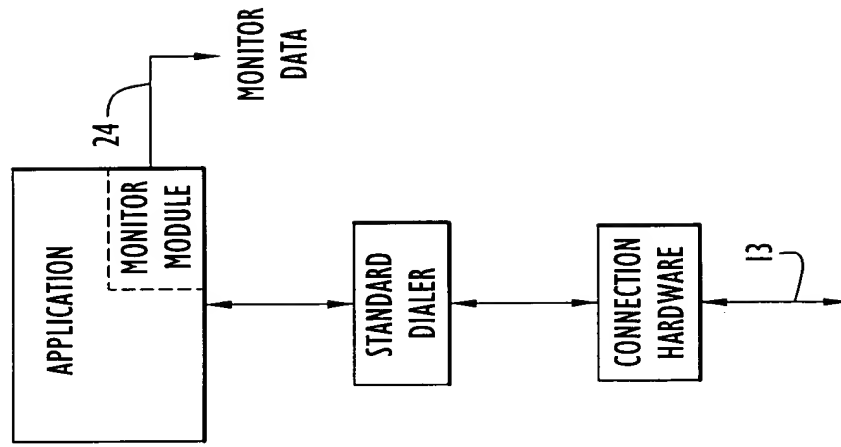 APPLICATION
MONITOR
MODULE
24
MONITOR
DATA
STANDARD
DIALER
CONNECTION
HARDWARE
13